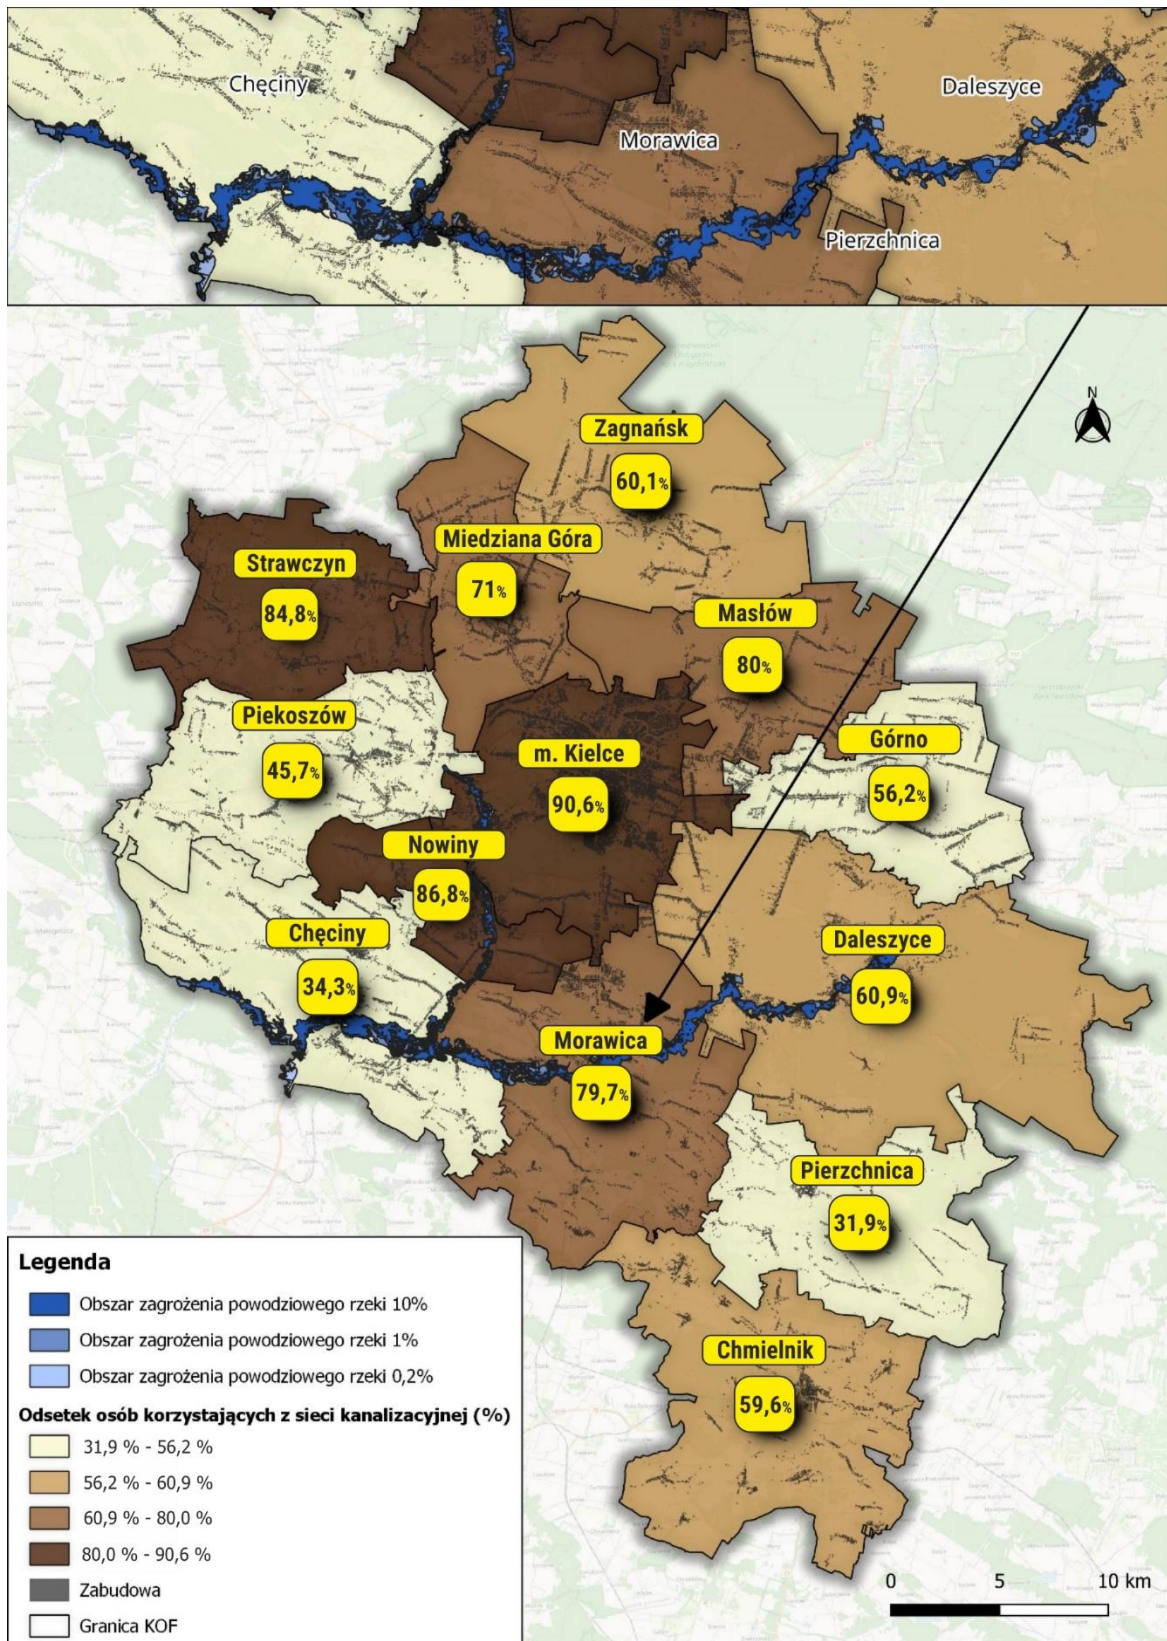 Chęciny
Daleszyce
Morawica
Pierzchnica
N
Zagnańsk
60,1%
Miedziana Góra
71%
Strawczyn
84,8%
Masłów
80%
Piekoszów
45,7%
m. Kielce
90,6%
Górno
56,2%
Nowiny
86,8%
Chęciny
34,3%
Daleszyce
60,9%
Morawica
79,7%
Pierzchnica
31,9%
Chmielnik
59,6%
Legenda
Obszar zagrożenia powodziowego rzeki 10%
Obszar zagrożenia powodziowego rzeki 1%
Obszar zagrożenia powodziowego rzeki 0,2%
Odsetek osób korzystających z sieci kanalizacyjnej (%)
31,9 % - 56,2 %
56,2 % - 60,9 %
60,9 % - 80,0 %
80,0 % - 90,6 %
Zabudowa
Granica KOF
0 5 10 km